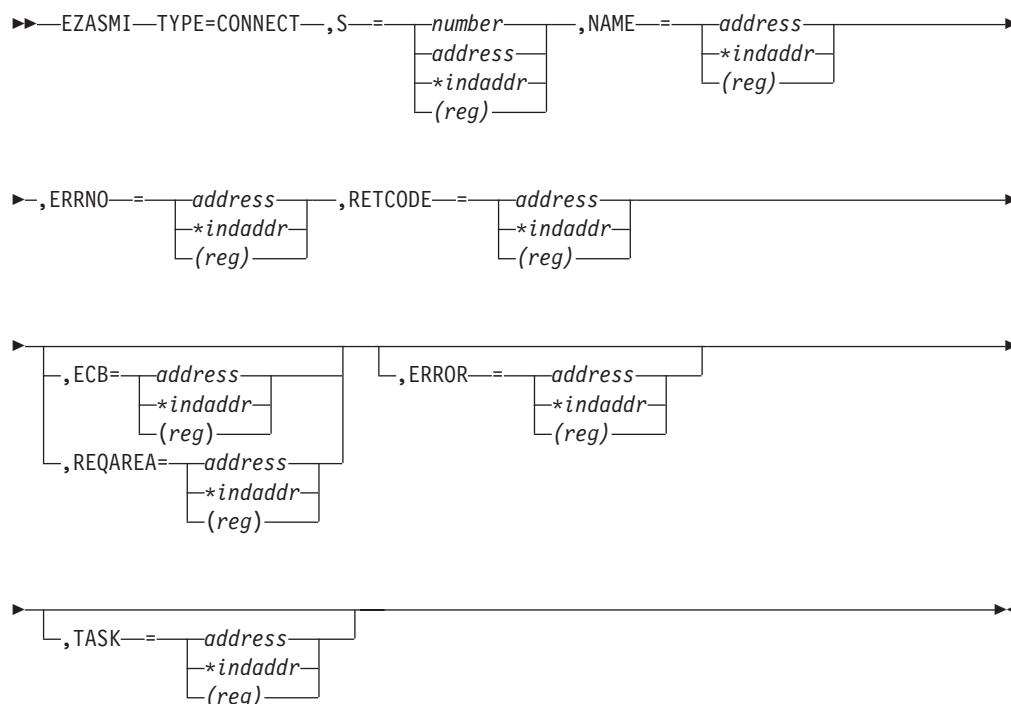 EZASMI TYPE=CONNECT ,S = number ,NAME = address
address *indaddr
*indaddr (reg)
(reg)
,ERRNO = address ,RETCODE = address
*indaddr *indaddr
(reg) (reg)
,ECB= address ,ERROR = address
*indaddr *indaddr
(reg) (reg)
,REQAREA= address
*indaddr
(reg)
,TASK = address
*indaddr
(reg)